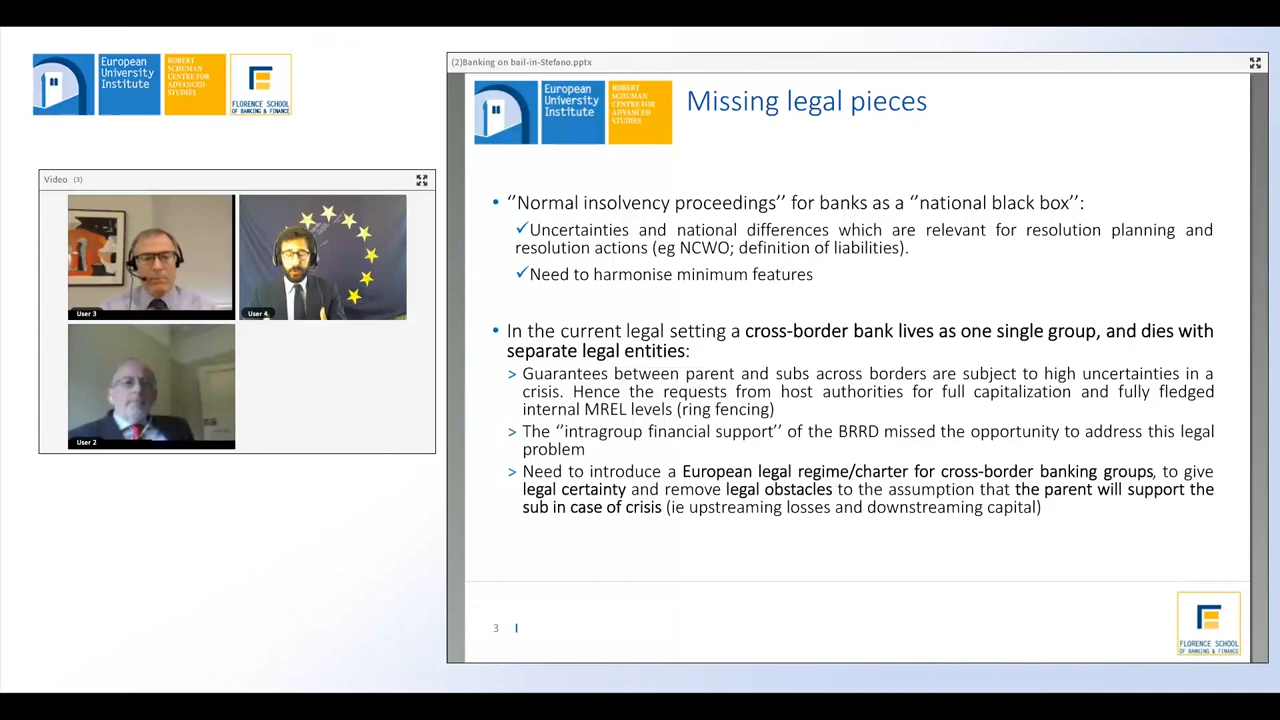 European
University
Institute
ROBERT
SCHUMAN
CENTRE FOR
ADVANCED
STUDIES
FLORENCE SCHOOL
OF BANKING & FINANCE
Video (3)
User 3
User 4
User 2
(2)Banking on bail-in-Stefano.pptx
European
University
Institute
ROBERT
SCHUMAN
CENTRE FOR
ADVANCED
STUDIES
Missing legal pieces
• ‘‘Normal insolvency proceedings’’ for banks as a ‘‘national black box’’:
✓Uncertainties and national differences which are relevant for resolution planning and
resolution actions (eg NCWO; definition of liabilities).
✓Need to harmonise minimum features
• In the current legal setting a cross-border bank lives as one single group, and dies with
separate legal entities:
> Guarantees between parent and subs across borders are subject to high uncertainties in a
crisis. Hence the requests from host authorities for full capitalization and fully fledged
internal MREL levels (ring fencing)
> The ‘‘intragroup financial support’’ of the BRRD missed the opportunity to address this legal
problem
> Need to introduce a European legal regime/charter for cross-border banking groups, to give
legal certainty and remove legal obstacles to the assumption that the parent will support the
sub in case of crisis (ie upstreaming losses and downstreaming capital)
3
FLORENCE SCHOOL
OF BANKING & FINANCE